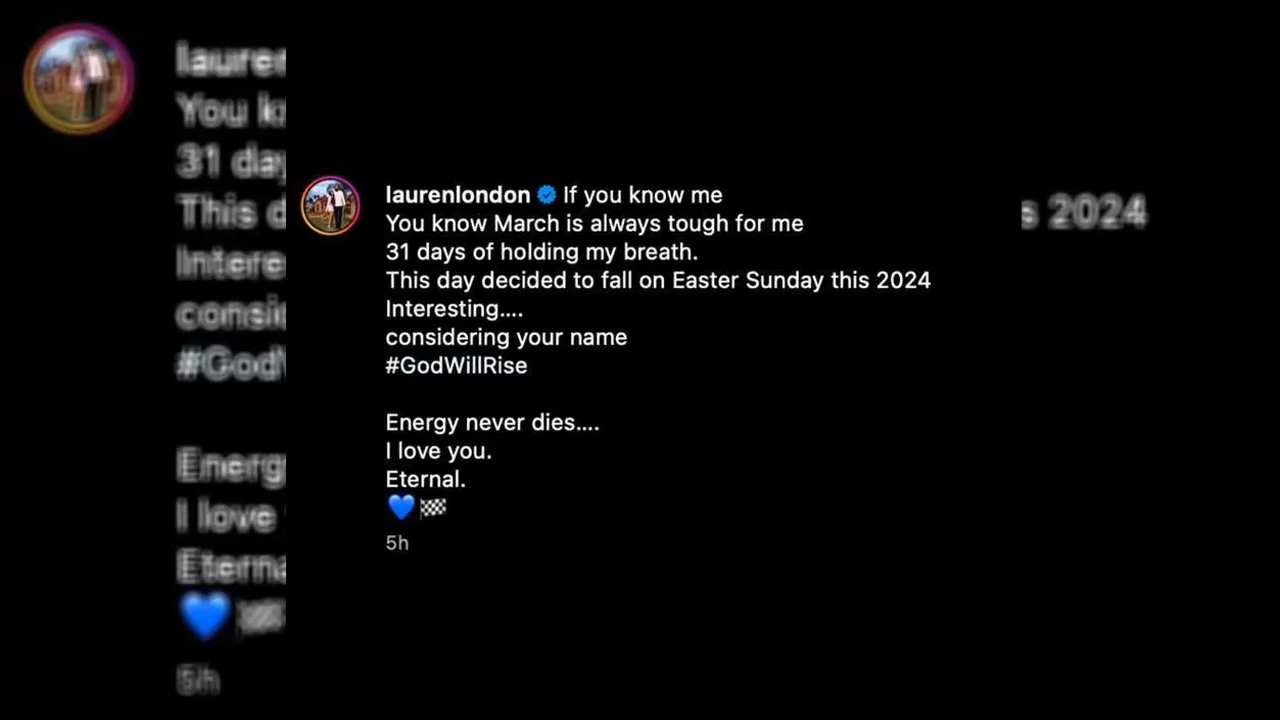 laurenlondon If you know me
You know March is always tough for me
31 days of holding my breath.
This day decided to fall on Easter Sunday this 2024
Interesting....
considering your name
#GodWillRise
Energy never dies....
I love you.
Eternal.
💙🏁
5h